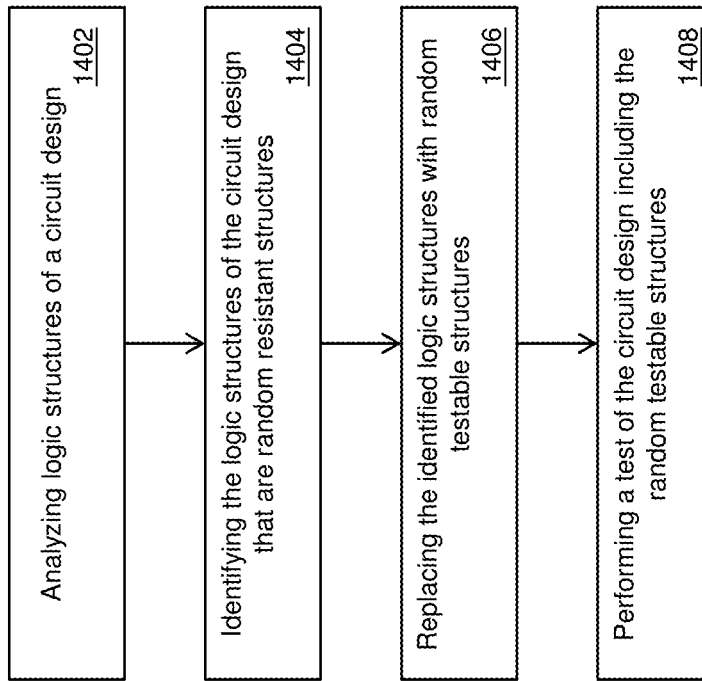 Analyzing logic structures of a circuit design
1402
Identifying the logic structures of the circuit design
that are random resistant structures
1404
Replacing the identified logic structures with random
testable structures
1406
Performing a test of the circuit design including the
random testable structures
1408